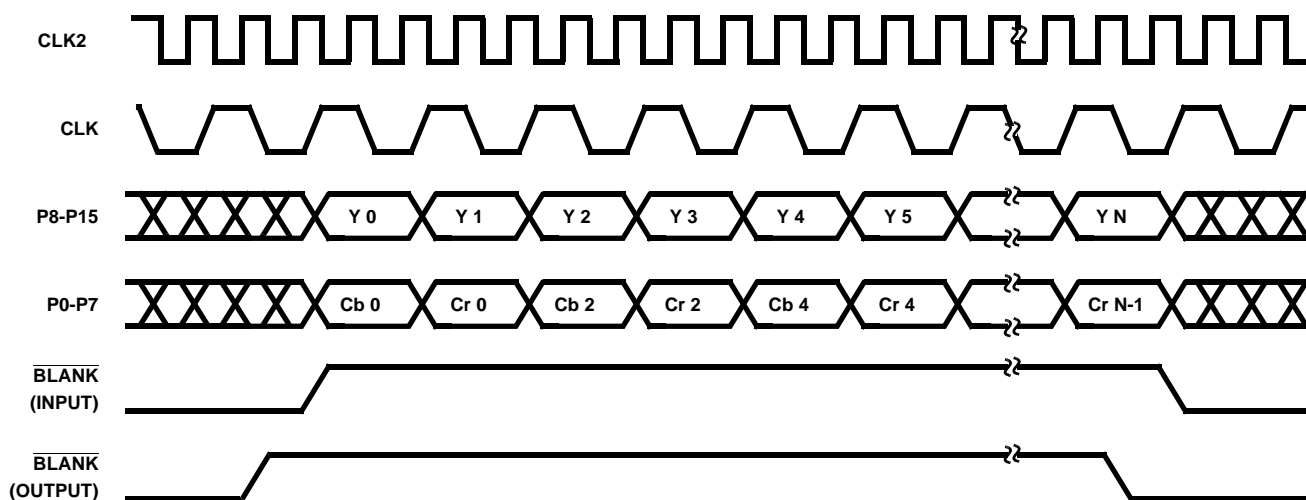 CLK2
CLK
P8-P15
Y 0 Y 1 Y 2 Y 3 Y 4 Y 5 Y N
P0-P7
Cb 0 Cr 0 Cb 2 Cr 2 Cb 4 Cr 4 Cr N-1
BLANK
(INPUT)
BLANK
(OUTPUT)